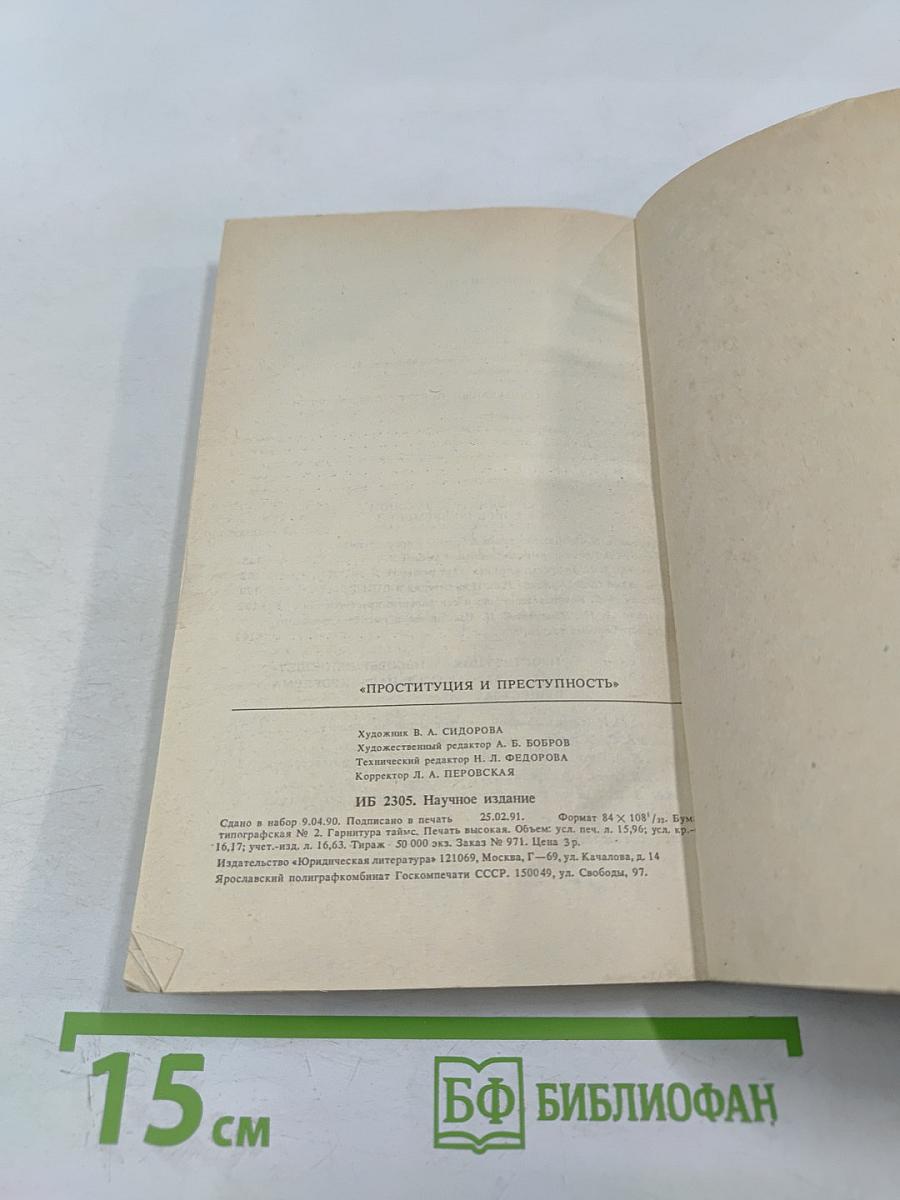 «ПРОСТИТУЦИЯ И ПРЕСТУПНОСТЬ»
Художник В. А. СИДОРОВА
Художественный редактор А. Б. БОБРОВ
Технический редактор Н. Л. ФЕДОРОВА
Корректор Л. А. ПЕРОВСКАЯ
ИБ 2305. Научное издание
Сдано в набор 9.04.90. Подписано в печать 25.02.91. Формат 84 × 108¹/₃₂. Бум.
типографская № 2. Гарнитура таймс. Печать высокая. Объем: усл. печ. л. 15,96; усл. кр.-
16,17; учет.-изд. л. 16,63. Тираж 50 000 экз. Заказ № 971. Цена 3 р.
Издательство «Юридическая литература» 121069, Москва, Г—69, ул. Качалова, д. 14
Ярославский полиграфкомбинат Госкомпечати СССР. 150049, ул. Свободы, 97.
15 см
БФ БИБЛИОФАН